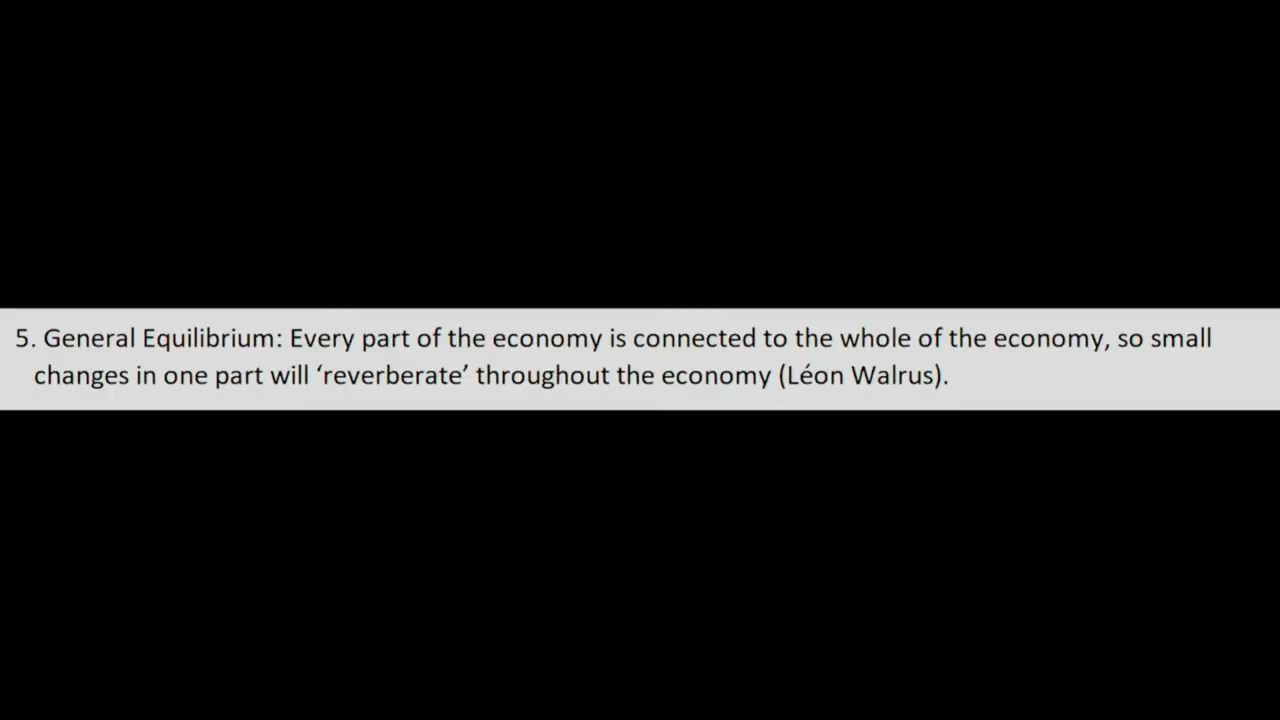 5. General Equilibrium: Every part of the economy is connected to the whole of the economy, so small
changes in one part will ‘reverberate’ throughout the economy (Léon Walrus).